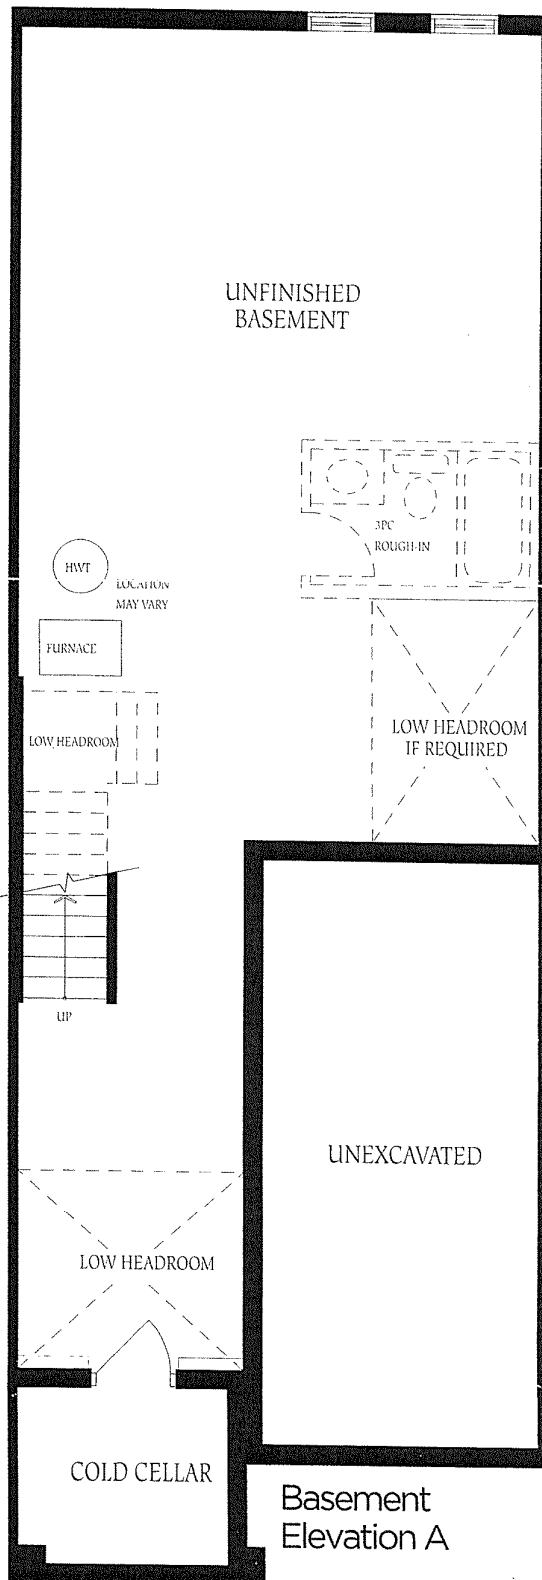 UNFINISHED
BASEMENT
3PC
ROUGH-IN
HWT
LOCATION
MAY VARY
FURNACE
LOW HEADROOM
LOW HEADROOM
IF REQUIRED
UP
UNEXCAVATED
LOW HEADROOM
COLD CELLAR
Basement
Elevation A